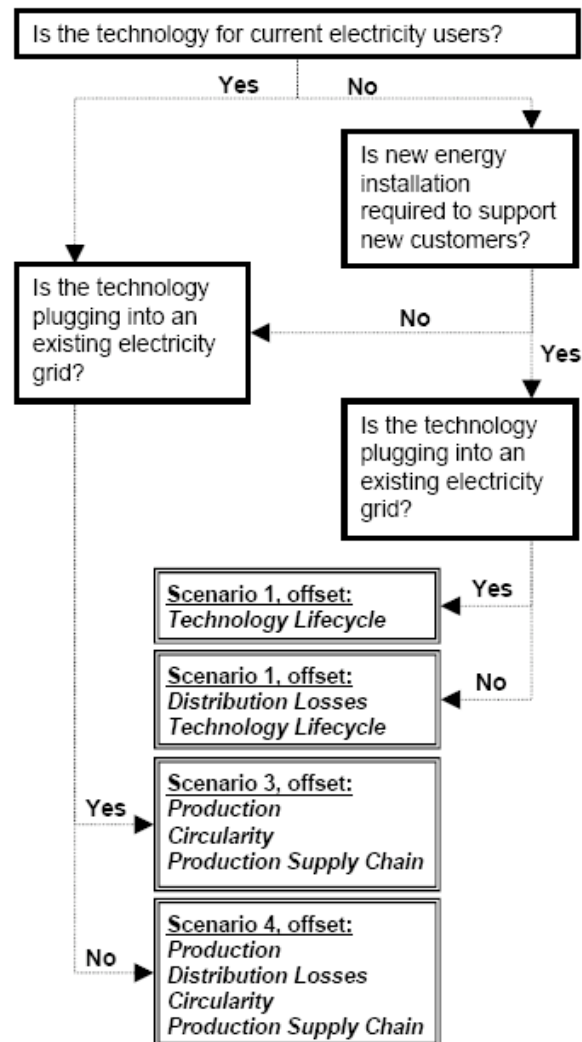 Is the technology for current electricity users?
Yes
No
Is new energy
installation
required to support
new customers?
Is the technology
plugging into an
existing electricity
grid?
No
Yes
Is the technology
plugging into an
existing electricity
grid?
Scenario 1, offset:
Technology Lifecycle
Yes
Scenario 1, offset:
Distribution Losses
Technology Lifecycle
No
Yes
Scenario 3, offset:
Production
Circularity
Production Supply Chain
No
Scenario 4, offset:
Production
Distribution Losses
Circularity
Production Supply Chain